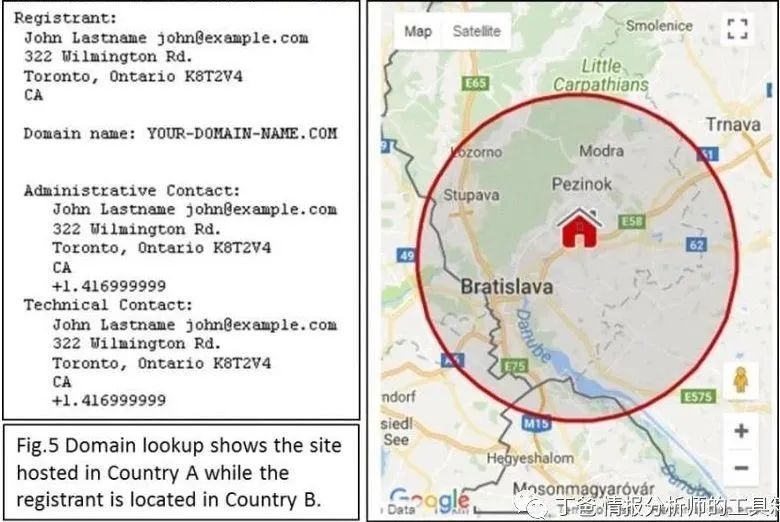 Registrant:
John Lastname john@example.com
322 Wilmington Rd.
Toronto, Ontario K8T2V4
CA
Domain name: YOUR-DOMAIN-NAME.COM
Administrative Contact:
John Lastname john@example.com
322 Wilmington Rd.
Toronto, Ontario K8T2V4
CA
+1.416999999
Technical Contact:
John Lastname john@example.com
322 Wilmington Rd.
Toronto, Ontario K8T2V4
CA
+1.416999999
Fig.5 Domain lookup shows the site
hosted in Country A while the
registrant is located in Country B.
Map Satellite
Smolenice
Little
Carpathians
E65
Trnava
Lozorno
Modra
61
Stupava
Pezinok
E58
49
62
Bratislava
Danube
E75
E575
ndorf
M15
siedl
See
Hegyeshalom
Danube
Mosonmagyaróvár
Google
Data
丁爸 情报分析师的工具箱